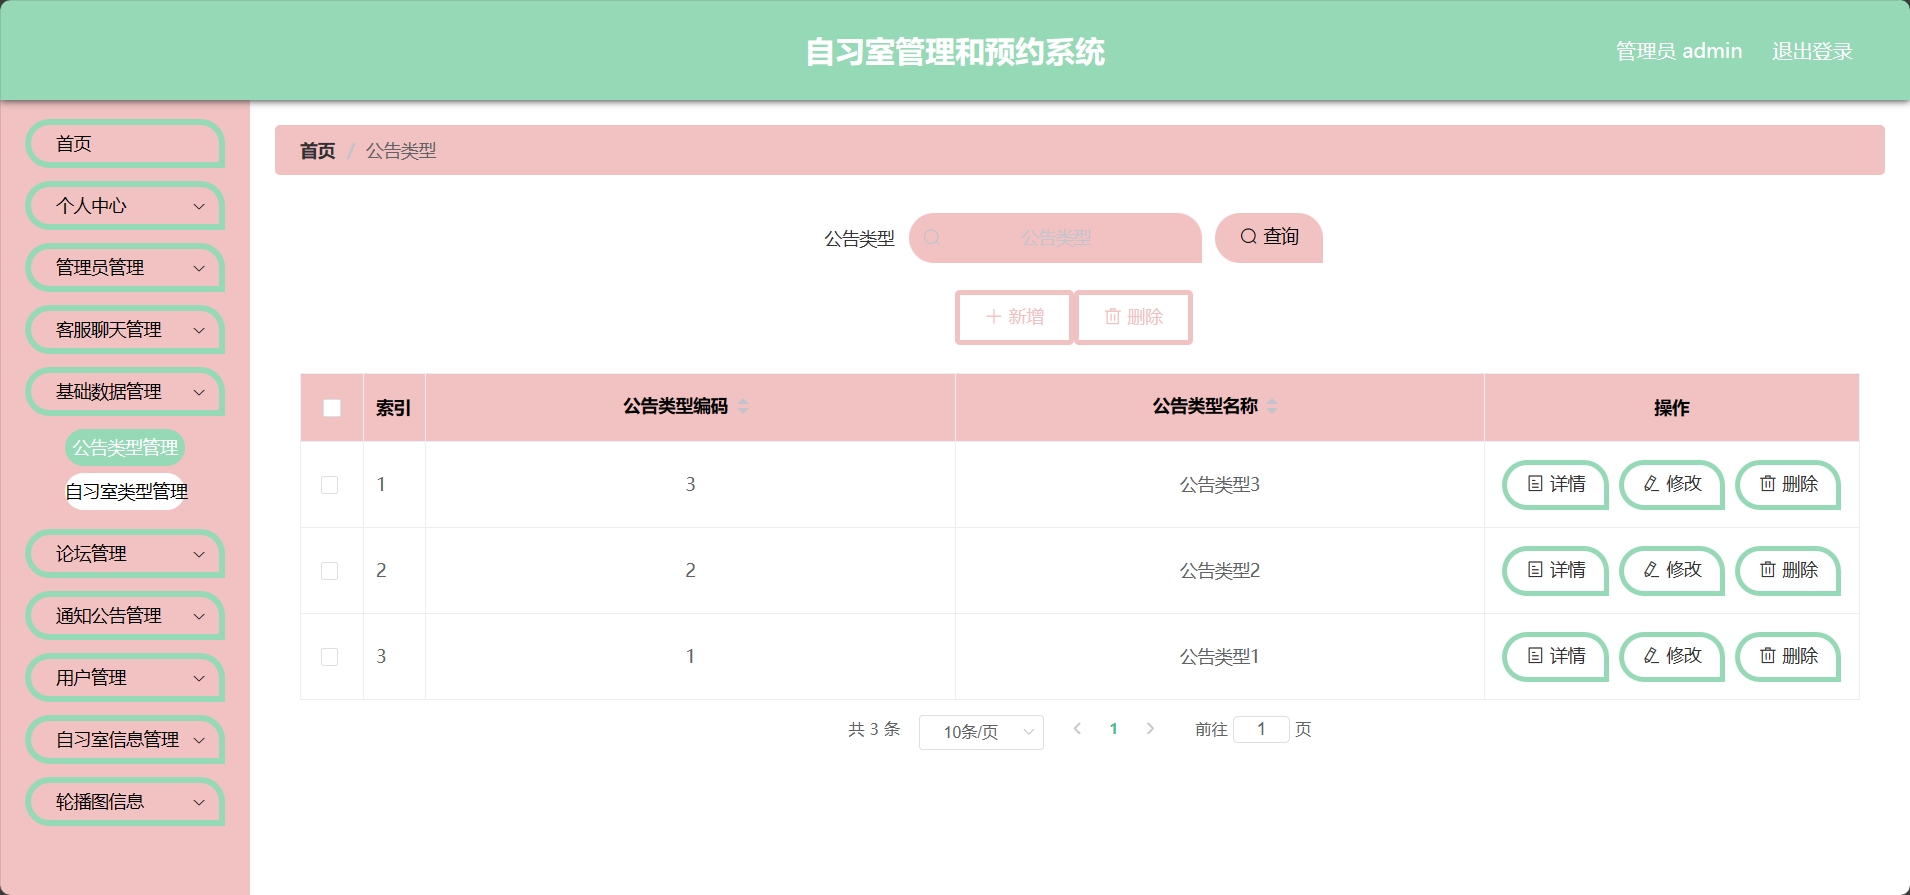 自习室管理和预约系统
管理员 admin 退出登录
首页
个人中心
管理员管理
客服聊天管理
基础数据管理
公告类型管理
自习室类型管理
论坛管理
通知公告管理
用户管理
自习室信息管理
轮播图信息
首页 / 公告类型
公告类型 公告类型 查询
新增 删除
索引 公告类型编码 公告类型名称 操作
1 3 公告类型3 详情 修改 删除
2 2 公告类型2 详情 修改 删除
3 1 公告类型1 详情 修改 删除
共 3 条 10条/页 1 前往 1 页